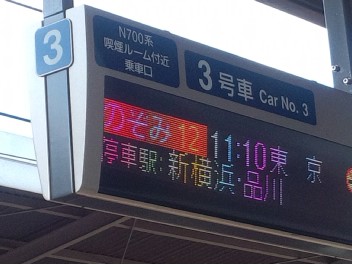 3
N700系
喫煙ルーム付近
乗車口
3号車 Car No. 3
のぞみ 12 11:10 東 京
停車駅:新横浜・品川